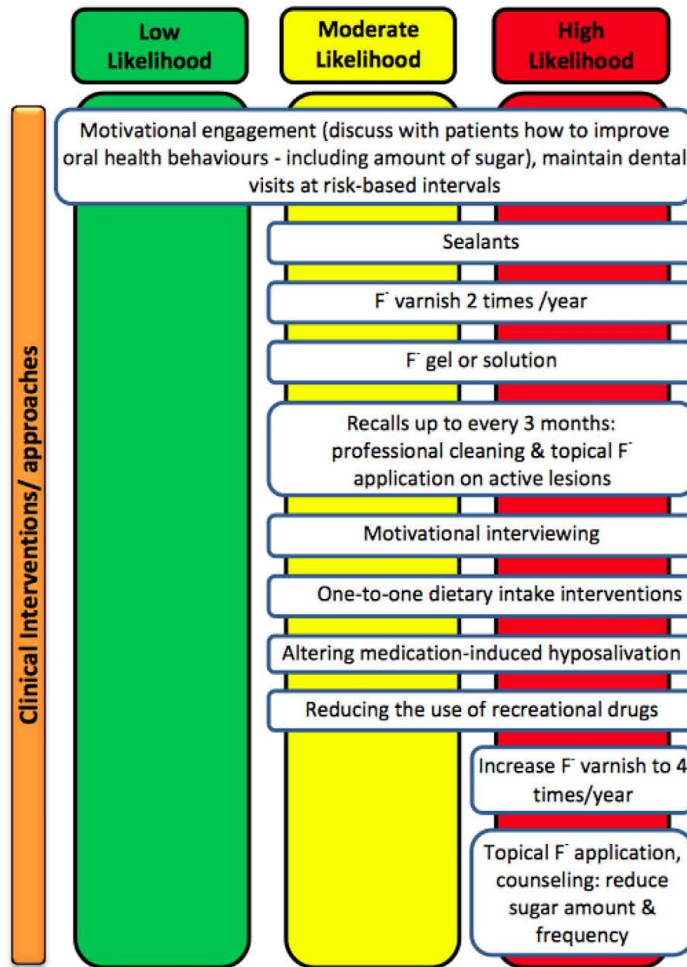 Low
Likelihood
Moderate
Likelihood
High
Likelihood
Clinical Interventions/ approaches
Motivational engagement (discuss with patients how to improve
oral health behaviours - including amount of sugar), maintain dental
visits at risk-based intervals
Sealants
F⁻ varnish 2 times /year
F⁻ gel or solution
Recalls up to every 3 months:
professional cleaning & topical F⁻
application on active lesions
Motivational interviewing
One-to-one dietary intake interventions
Altering medication-induced hyposalivation
Reducing the use of recreational drugs
Increase F⁻ varnish to 4
times/year
Topical F⁻ application,
counseling: reduce
sugar amount &
frequency